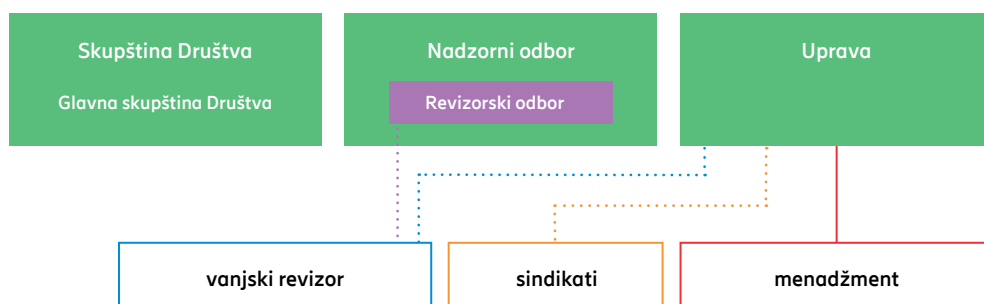 Skupština Društva
Glavna skupština Društva
Nadzorni odbor
Revizorski odbor
Uprava
vanjski revizor
sindikati
menadžment